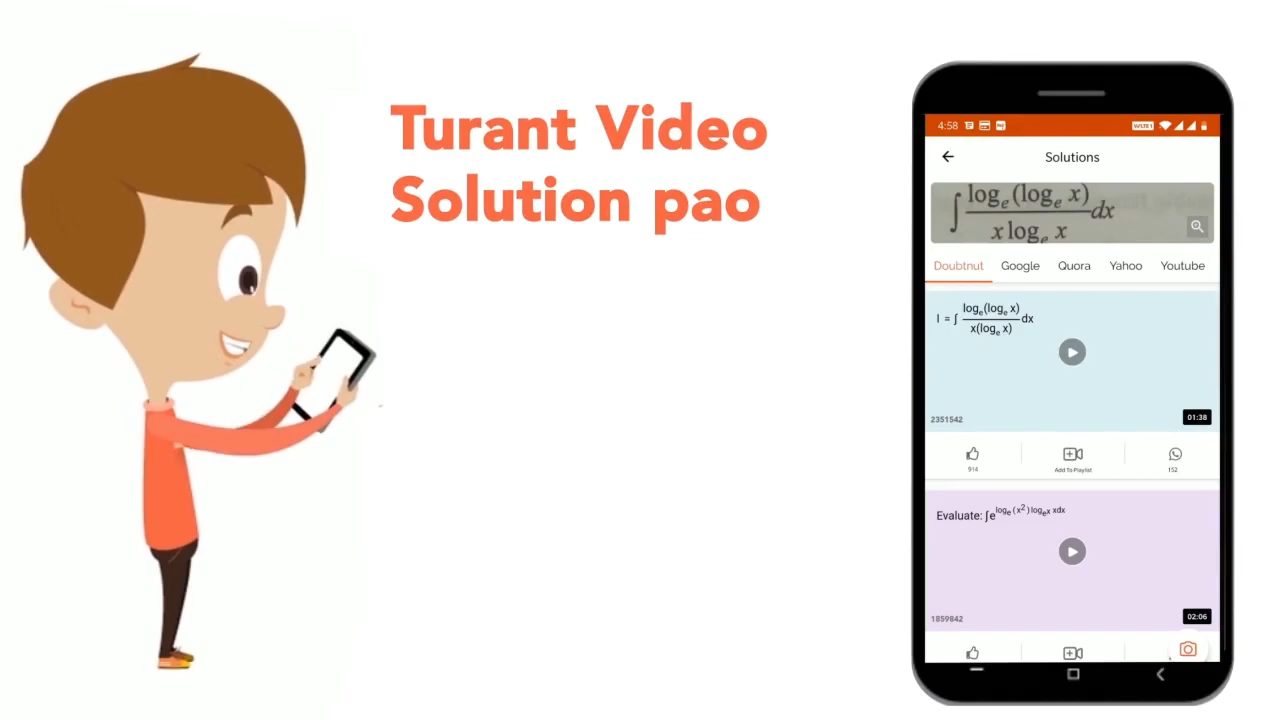 Turant Video
Solution pao
4:58
Solutions
∫ logₑ (logₑ x) / x logₑ x dx
Doubtnut Google Quora Yahoo Youtube
I = ∫ logₑ(logₑ x) / x(logₑ x) dx
2351542 01:38
914 Add To Playlist 152
Evaluate: ∫e^logₑ(x²)logₑx xdx
1859842 02:06